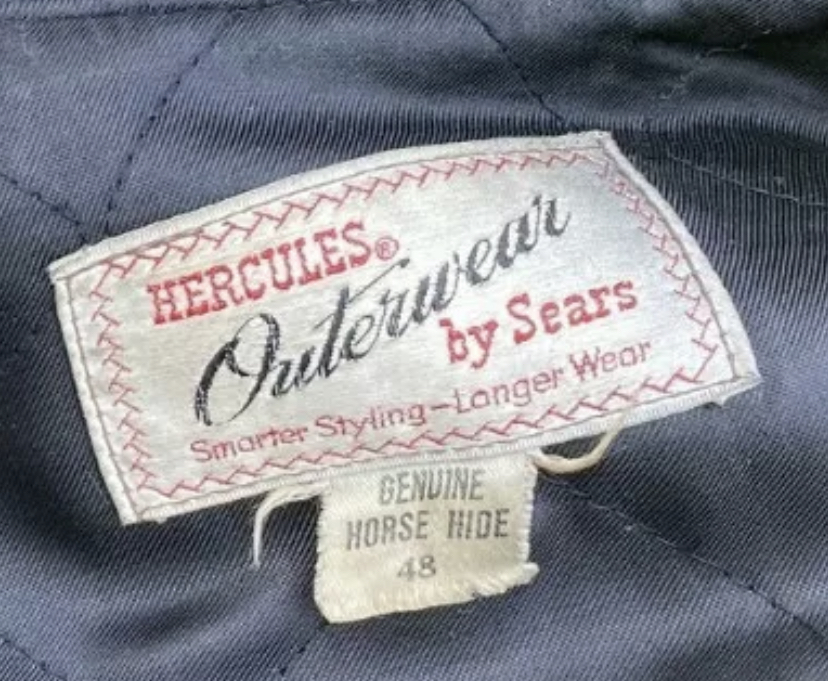 HERCULES®
Outerwear
by Sears
Smarter Styling-Longer Wear
GENUINE
HORSE HIDE
48